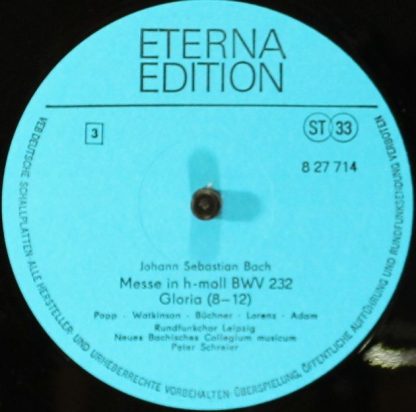 ETERNA
EDITION
3
ST 33
8 27 714
Johann Sebastian Bach
Messe in h-moll BWV 232
Gloria (8–12)
Popp · Watkinson · Büchner · Lorenz · Adam
Rundfunkchor Leipzig
Neues Bachisches Collegium musicum
Peter Schreier
VEB DEUTSCHE SCHALLPLATTEN · ALLE HERSTELLER- UND URHEBERRECHTE VORBEHALTEN · ÜBERSPIELUNG, ÖFFENTLICHE AUFFÜHRUNG UND RUNDFUNKSENDUNG VERBOTEN